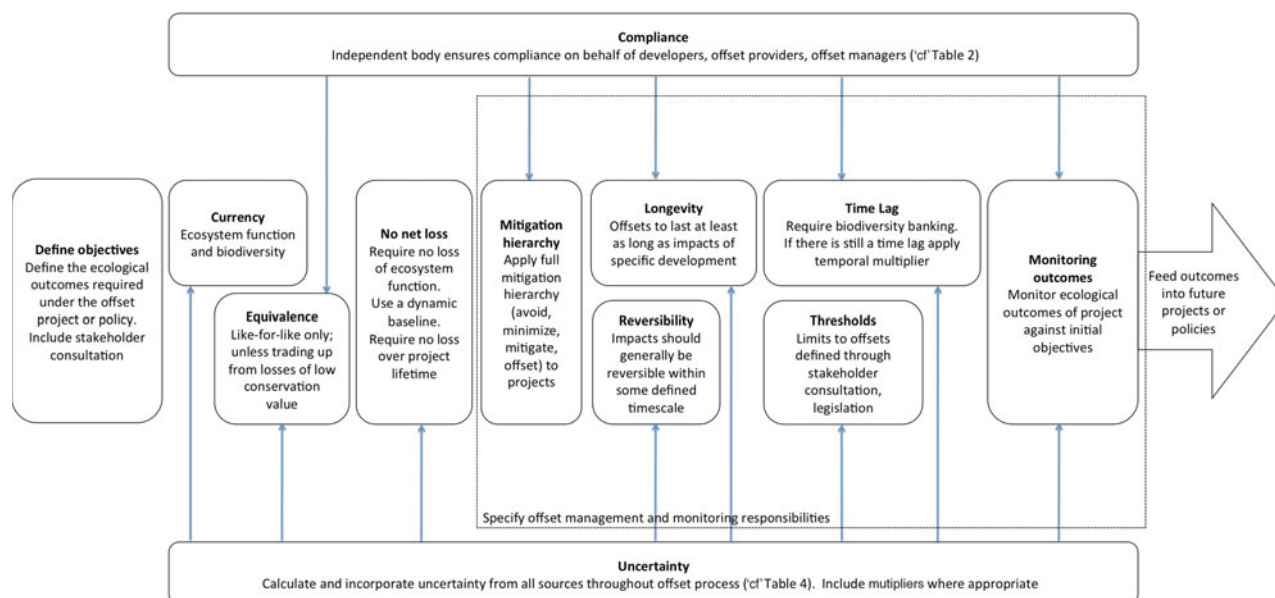 Compliance
Independent body ensures compliance on behalf of developers, offset providers, offset managers ('cf' Table 2)
Define objectives
Define the ecological
outcomes required
under the offset
project or policy.
Include stakeholder
consultation
Currency
Ecosystem function
and biodiversity
Equivalence
Like-for-like only;
unless trading up
from losses of low
conservation
value
No net loss
Require no loss
of ecosystem
function.
Use a dynamic
baseline.
Require no loss
over project
lifetime
Mitigation
hierarchy
Apply full
mitigation
hierarchy
(avoid,
minimize,
mitigate,
offset) to
projects
Longevity
Offsets to last at least
as long as impacts of
specific development
Reversibility
Impacts should
generally be
reversible within
some defined
timescale
Time Lag
Require biodiversity banking.
If there is still a time lag apply
temporal multiplier
Thresholds
Limits to offsets
defined through
stakeholder
consultation,
legislation
Monitoring
outcomes
Monitor ecological
outcomes of project
against initial
objectives
Feed outcomes
into future
projects or
policies
Specify offset management and monitoring responsibilities
Uncertainty
Calculate and incorporate uncertainty from all sources throughout offset process ('cf' Table 4). Include mutipliers where appropriate